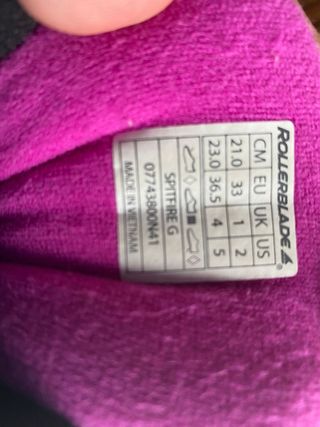 ROLLERBLADE ®
CM EU UK US
21.0 33 1 2
23.0 36.5 4 5
SPITFIRE G
07743800N41
MADE IN VIETNAM